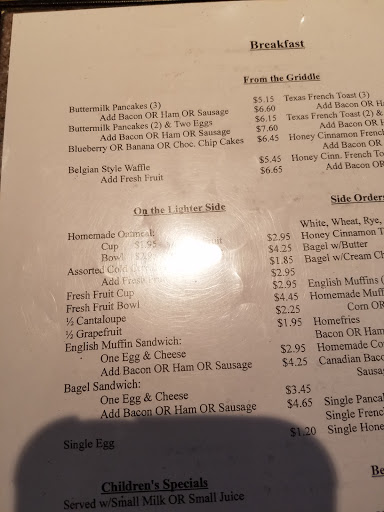 Breakfast
From the Griddle
Buttermilk Pancakes (3) $5.15
Add Bacon OR Ham OR Sausage $6.60
Buttermilk Pancakes (2) & Two Eggs $6.15
Add Bacon OR Ham OR Sausage $7.60
Blueberry OR Banana OR Choc. Chip Cakes $6.45
Belgian Style Waffle $5.45
Add Fresh Fruit $6.65
Texas French Toast (3)
Add Bacon OR Ha
Texas French Toast (2) &
Add Bacon OR H
Honey Cinnamon French
Add Bacon OR
Honey Cinn. French To
Add Bacon OR
On the Lighter Side
Homemade Oatmeal:
Cup $1.95 $2.95
Bowl $4.25
Assorted Cold $1.85
Add Fresh $2.95
Fresh Fruit Cup $2.95
Fresh Fruit Bowl $4.45
½ Cantaloupe $2.25
½ Grapefruit $1.95
English Muffin Sandwich:
One Egg & Cheese $2.95
Add Bacon OR Ham OR Sausage $4.25
Bagel Sandwich:
One Egg & Cheese $3.45
Add Bacon OR Ham OR Sausage $4.65
Single Egg $1.20
Side Orders
White, Wheat, Rye,
Honey Cinnamon T
Bagel w/Butter
Bagel w/Cream Ch
English Muffins (
Homemade Muff
Corn OR
Homefries
Bacon OR Ham
Homemade Co
Canadian Baco
Sausa
Single Panca
Single Frenc
Single Hone
Be
Children's Specials
Served w/Small Milk OR Small Juice